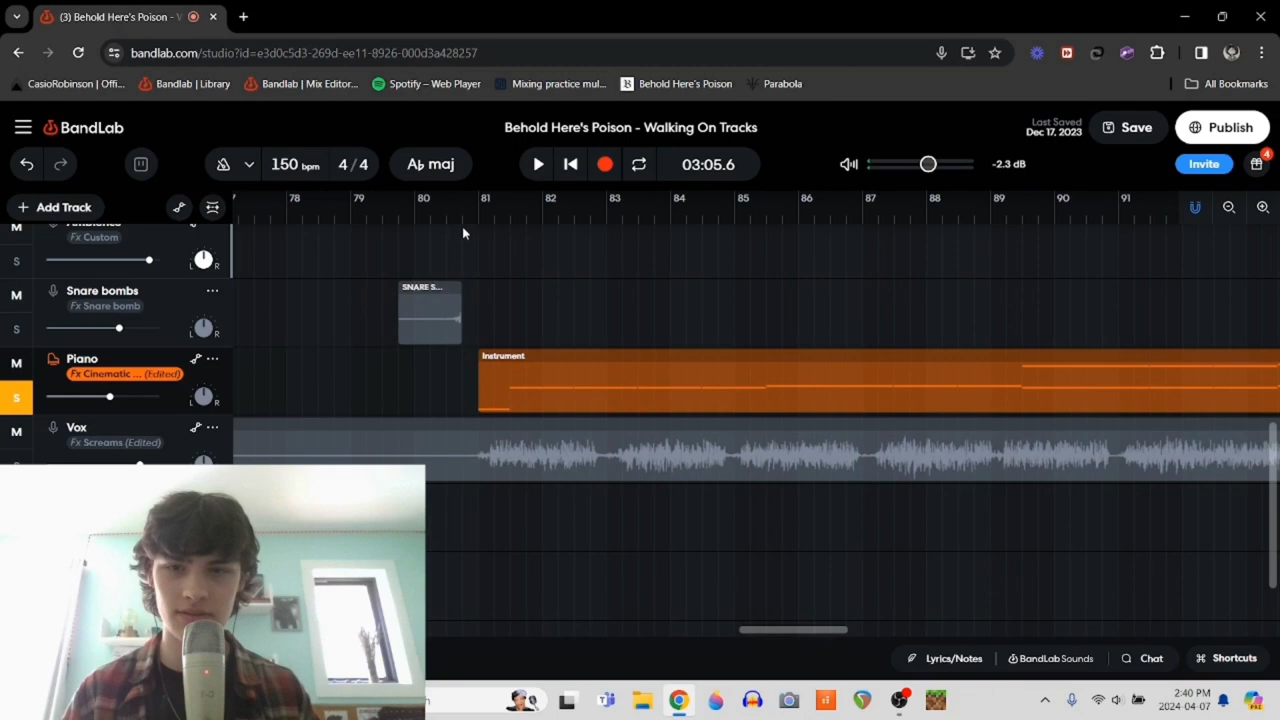 (3) Behold Here's Poison - W
bandlab.com/studio?id=e3d0c5d3-269d-ee11-8926-000d3a428257
CasioRobinson | Offi...
Bandlab | Library
Bandlab | Mix Editor...
Spotify – Web Player
Mixing practice mul...
Behold Here's Poison
Parabola
All Bookmarks
BandLab
Behold Here's Poison - Walking On Tracks
Last Saved
Dec 17, 2023
Save
Publish
150 bpm
4/4
A♭ maj
03:05.6
-2.3 dB
Invite
4
+ Add Track
78 79 80 81 82 83 84 85 86 87 88 89 90 91
M
Ambience
Fx Custom
S
L R
M
Snare bombs
Fx Snare bomb
SNARE S...
S
L R
M
Piano
Fx Cinematic ... (Edited)
Instrument
S
L R
M
Vox
Fx Screams (Edited)
Lyrics/Notes
BandLab Sounds
Chat
Shortcuts
2:40 PM
2024-04-07